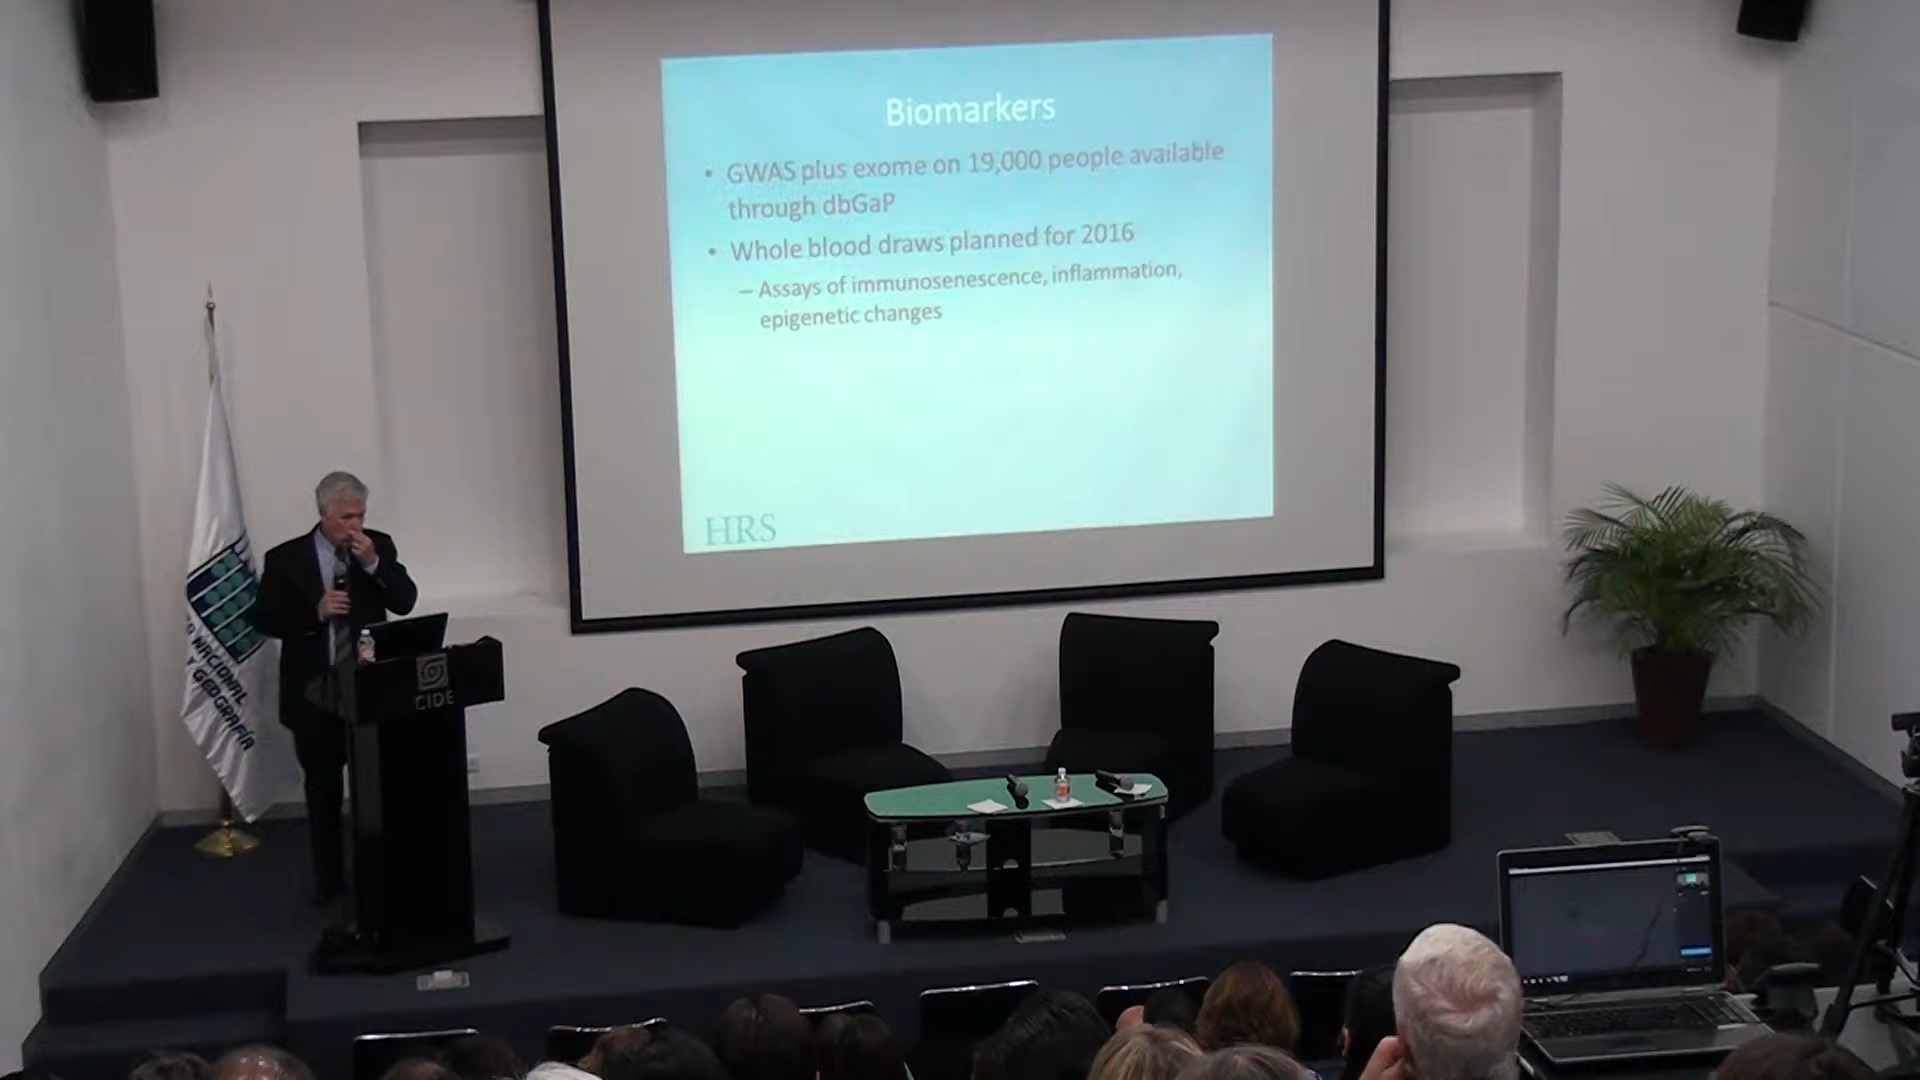 Biomarkers
• GWAS plus exome on 19,000 people available
through dbGaP
• Whole blood draws planned for 2016
– Assays of immunosenescence, inflammation,
epigenetic changes
HRS
NACIONAL
Y GEOGRAFÍA
CIDE